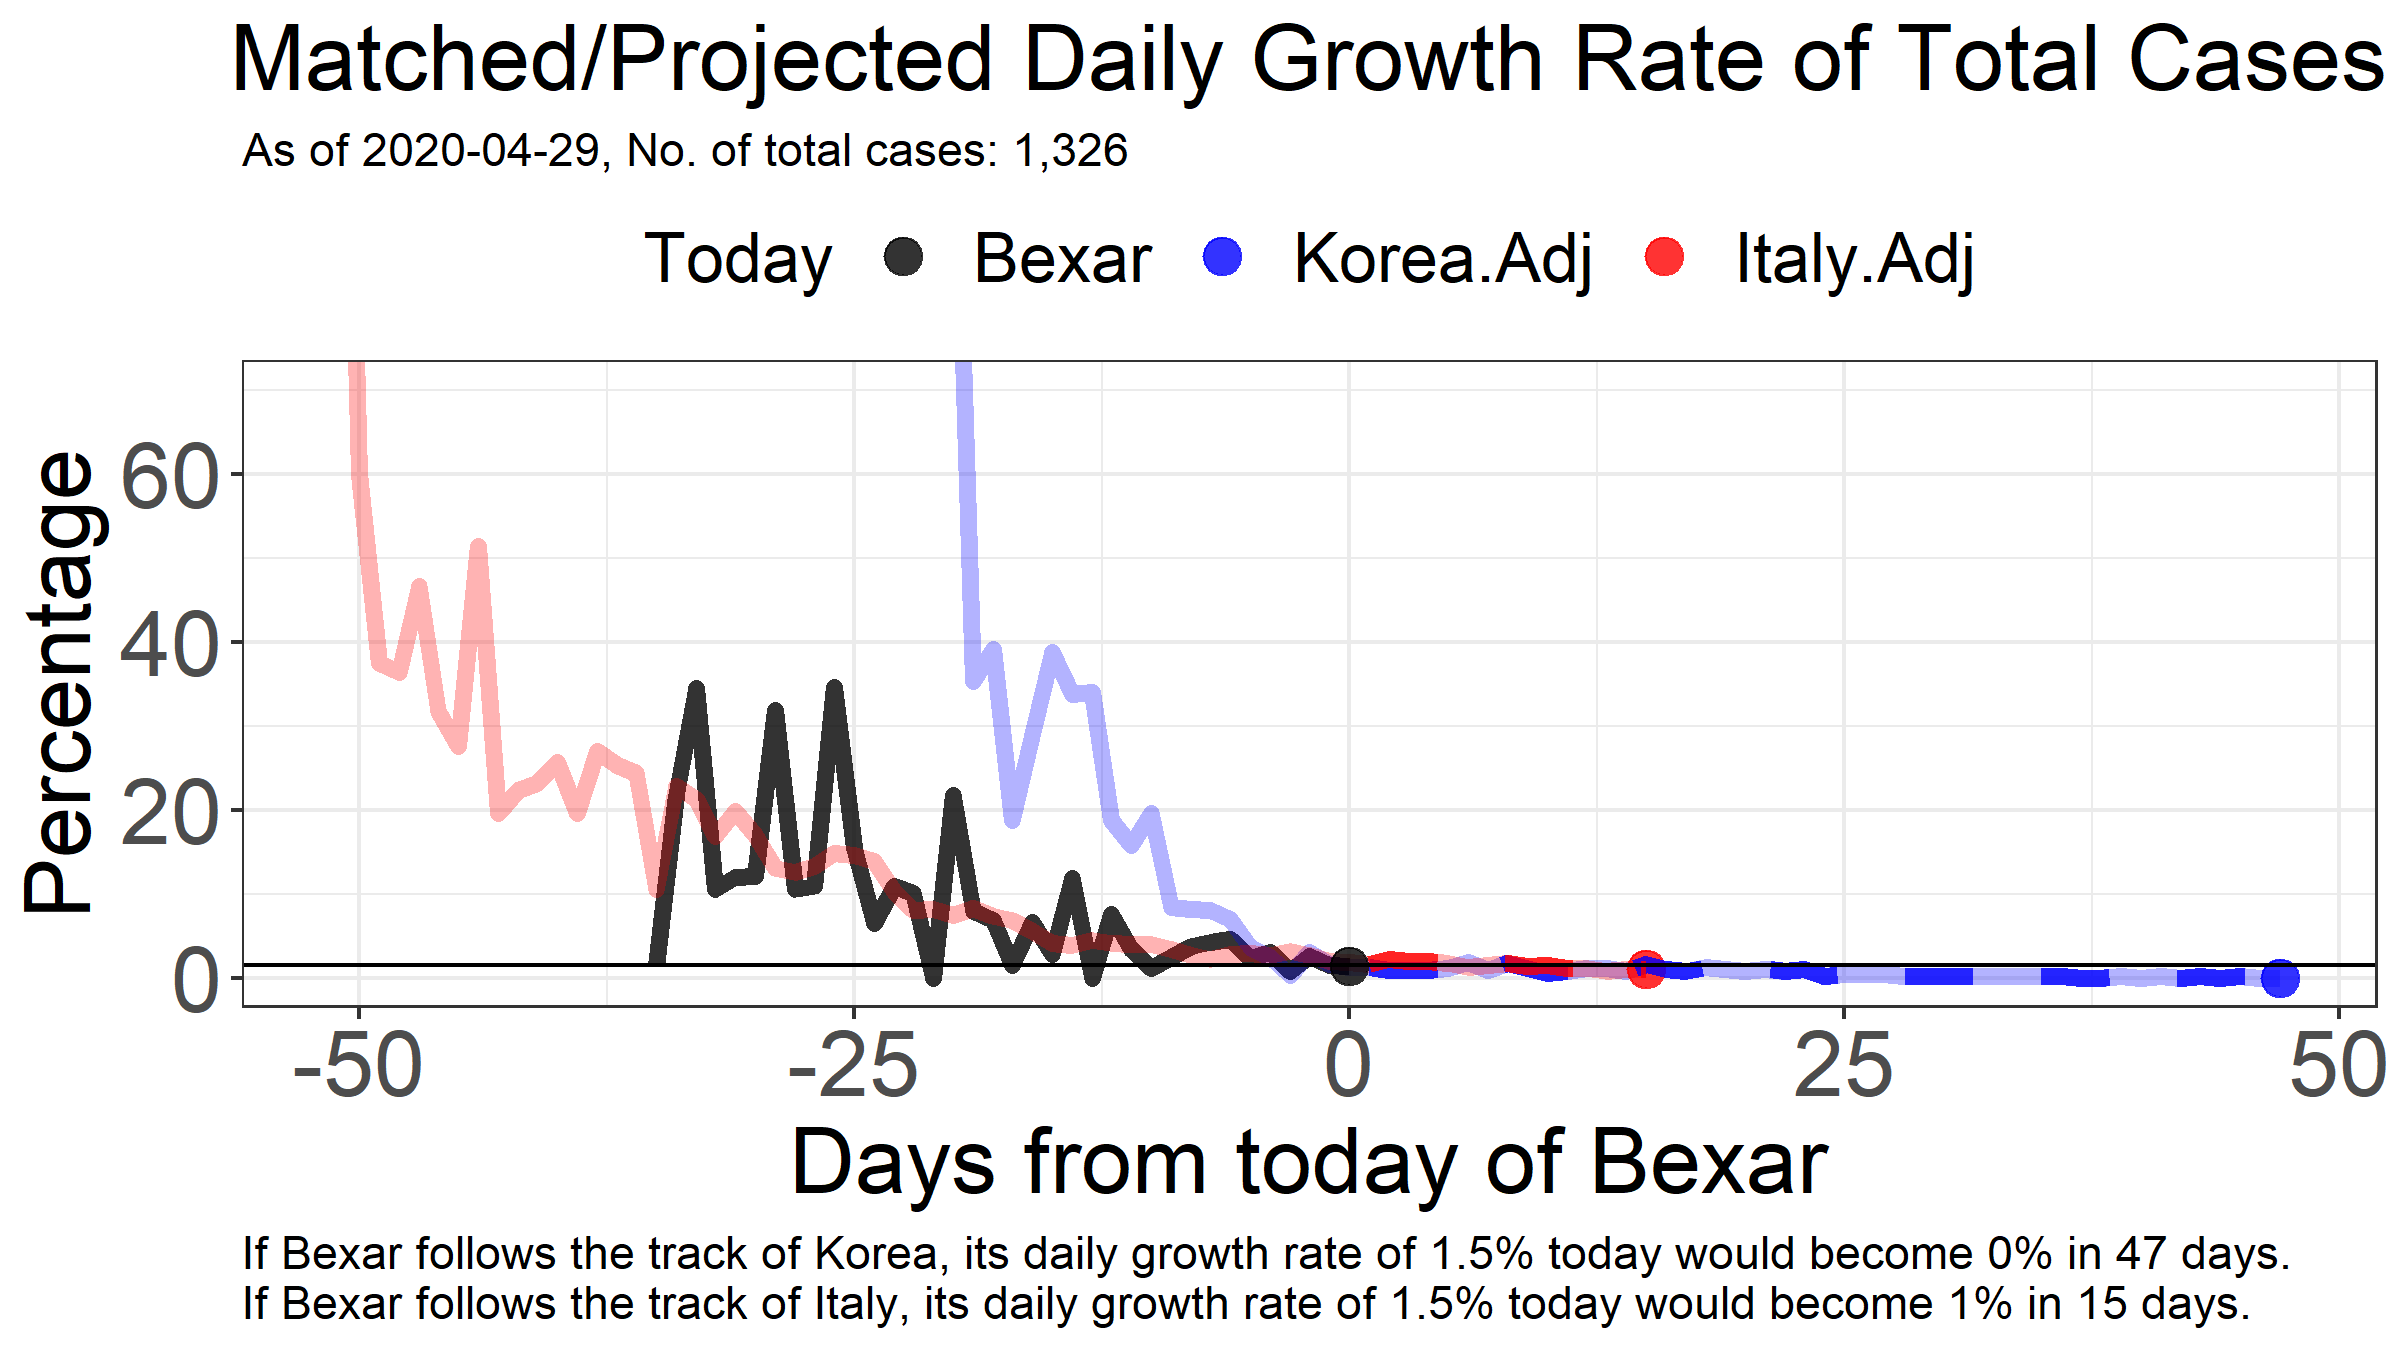 Matched/Projected Daily Growth Rate of Total Cases
As of 2020-04-29, No. of total cases: 1,326
Today Bexar Korea.Adj Italy.Adj
Percentage
60
40
20
0
-50 -25 0 25 50
Days from today of Bexar
If Bexar follows the track of Korea, its daily growth rate of 1.5% today would become 0% in 47 days.
If Bexar follows the track of Italy, its daily growth rate of 1.5% today would become 1% in 15 days.